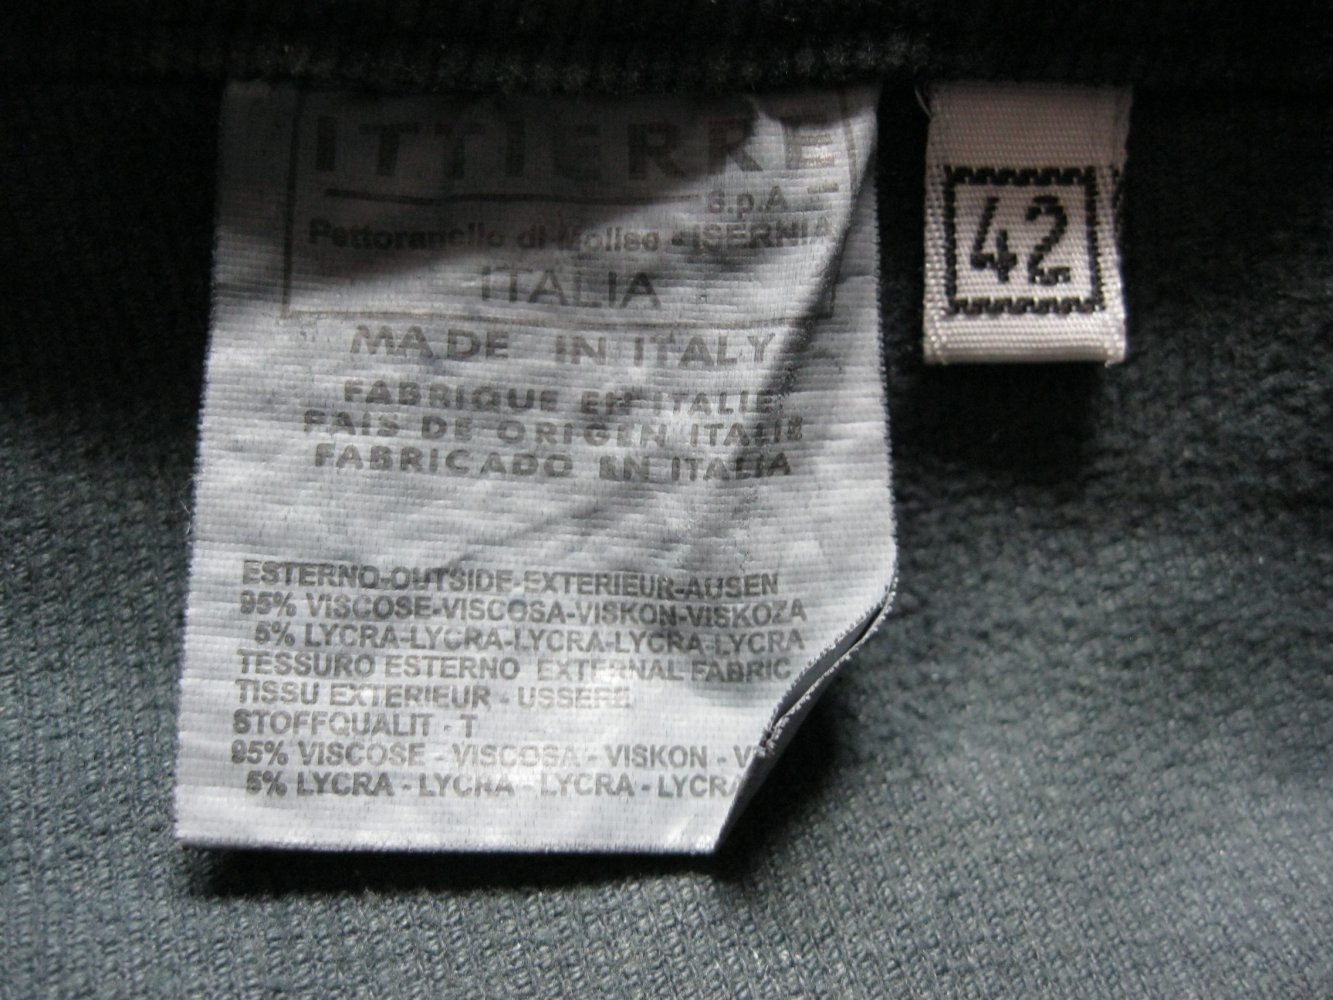 ITTIERRE
S.p.A
Pettoranello di Molise - ISERNIA
ITALIA
MADE IN ITALY
FABRIQUE EN ITALIE
PAIS DE ORIGEN ITALIE
FABRICADO EN ITALIA
ESTERNO-OUTSIDE-EXTERIEUR-AUSEN
95% VISCOSE-VISCOSA-VISKON-VISKOZA
5% LYCRA-LYCRA-LYCRA-LYCRA-LYCRA
TESSURO ESTERNO EXTERNAL FABRIC
TISSU EXTERIEUR - USSERE
STOFFQUALIT - T
95% VISCOSE - VISCOSA - VISKON -
5% LYCRA - LYCRA - LYCRA - LYCRA
42